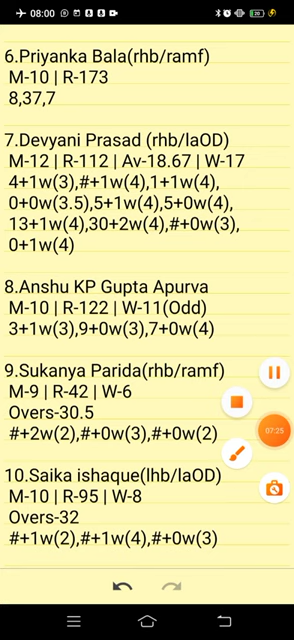 08:00
20
6.Priyanka Bala(rhb/ramf)
M-10 | R-173
8,37,7
7.Devyani Prasad (rhb/laOD)
M-12 | R-112 | Av-18.67 | W-17
4+1w(3),#+1w(4),1+1w(4),
0+0w(3.5),5+1w(4),5+0w(4),
13+1w(4),30+2w(4),#+0w(3),
0+1w(4)
8.Anshu KP Gupta Apurva
M-10 | R-122 | W-11(Odd)
3+1w(3),9+0w(3),7+0w(4)
9.Sukanya Parida(rhb/ramf)
M-9 | R-42 | W-6
Overs-30.5
#+2w(2),#+0w(3),#+0w(2)
07:25
10.Saika ishaque(lhb/laOD)
M-10 | R-95 | W-8
Overs-32
#+1w(2),#+1w(4),#+0w(3)